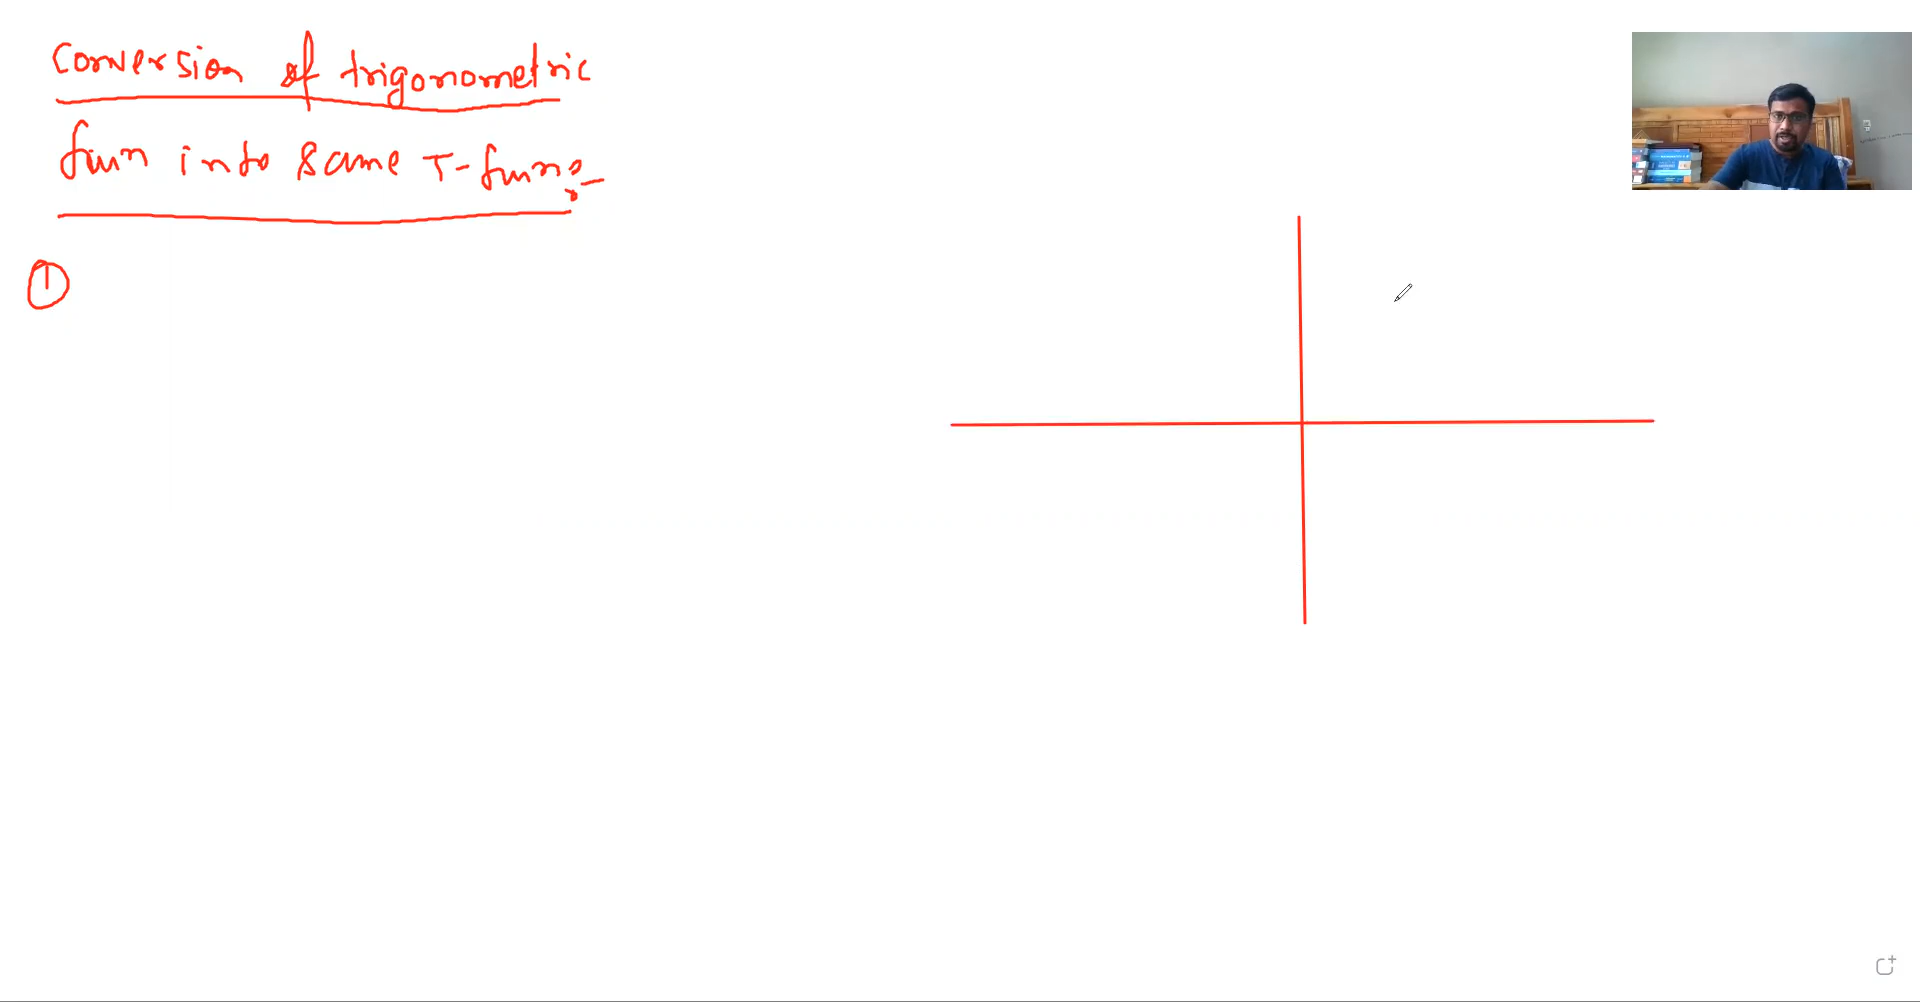 Conversion of trigonometric
fun into same T-fun:-
①